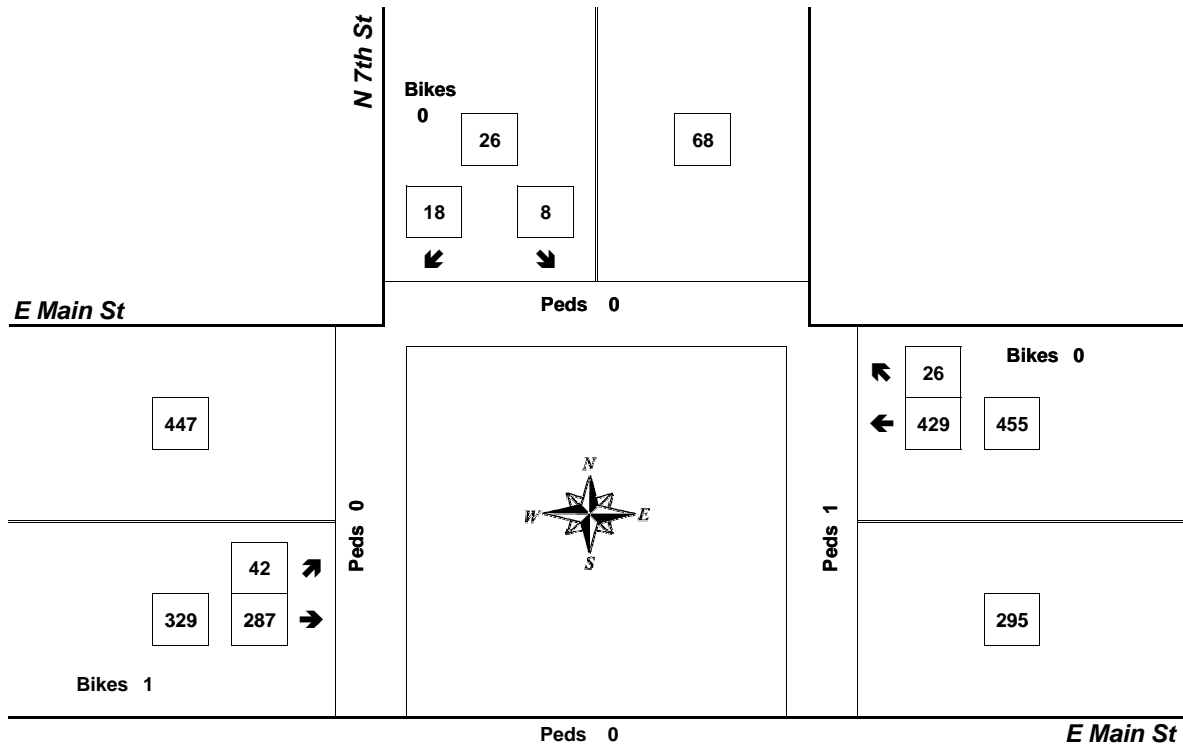 N 7th St
Bikes
0
26
68
18
8
Peds 0
E Main St
Bikes 0
26
447
429
455
N
W
E
S
Peds 0
Peds 1
42
329
287
295
Bikes 1
Peds 0
E Main St